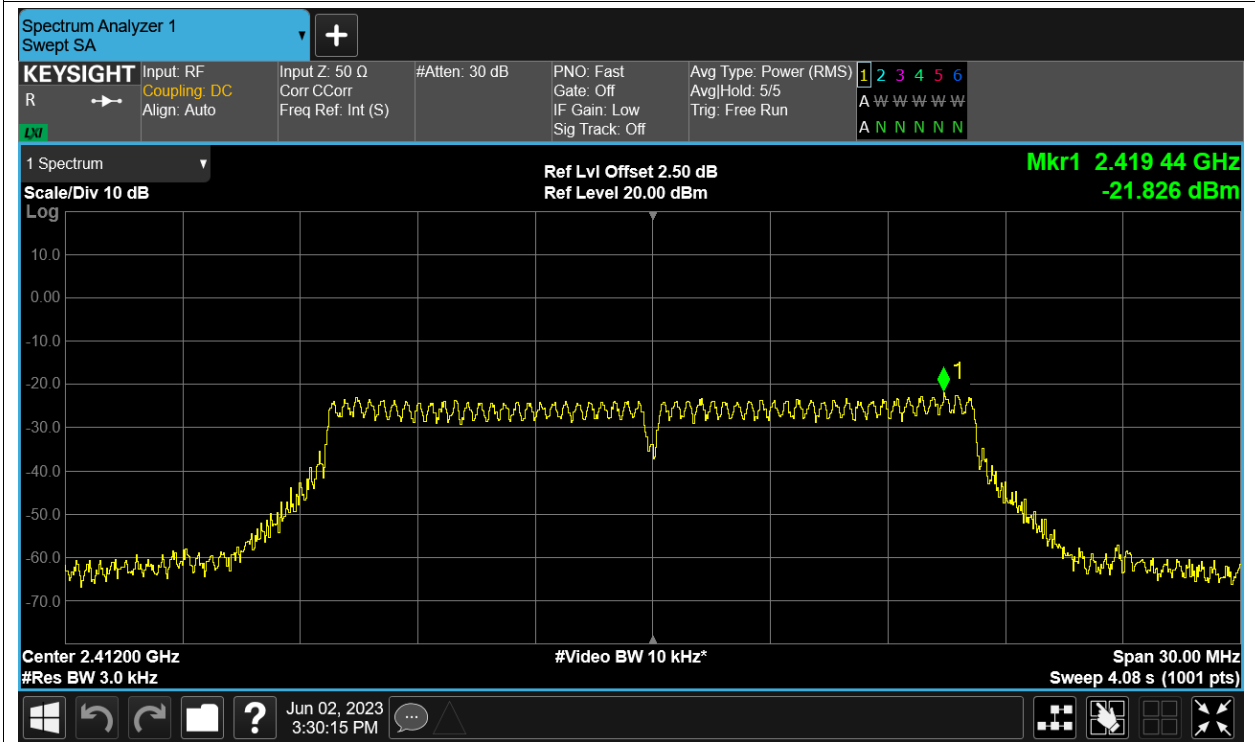 Spectrum Analyzer 1
Swept SA
KEYSIGHT
R
LXI
Input: RF
Coupling: DC
Align: Auto
Input Z: 50 Ω
Corr CCorr
Freq Ref: Int (S)
#Atten: 30 dB
PNO: Fast
Gate: Off
IF Gain: Low
Sig Track: Off
Avg Type: Power (RMS)
Avg|Hold: 5/5
Trig: Free Run
1 2 3 4 5 6
A W W W W W
A N N N N N
1 Spectrum
Scale/Div 10 dB
Log
Ref Lvl Offset 2.50 dB
Ref Level 20.00 dBm
Mkr1 2.419 44 GHz
-21.826 dBm
10.0
0.00
-10.0
-20.0
-30.0
-40.0
-50.0
-60.0
-70.0
1
Center 2.41200 GHz
#Res BW 3.0 kHz
#Video BW 10 kHz*
Span 30.00 MHz
Sweep 4.08 s (1001 pts)
?
Jun 02, 2023
3:30:15 PM